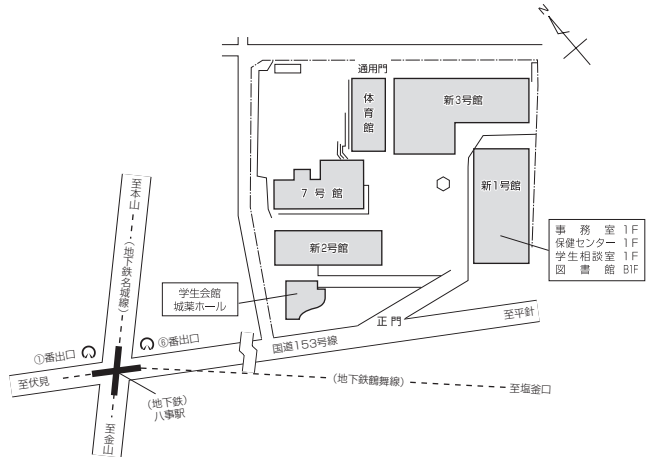 N
通用門
体育館
新3号館
7号館
新1号館
新2号館
事務室 1F
保健センター 1F
学生相談室 1F
図書館 B1F
学生会館
城薬ホール
正門
至平針
国道153号線
至本山
(地下鉄名城線)
①番出口
⑥番出口
至伏見
(地下鉄)
八事駅
至金山
(地下鉄鶴舞線)
至塩釜口